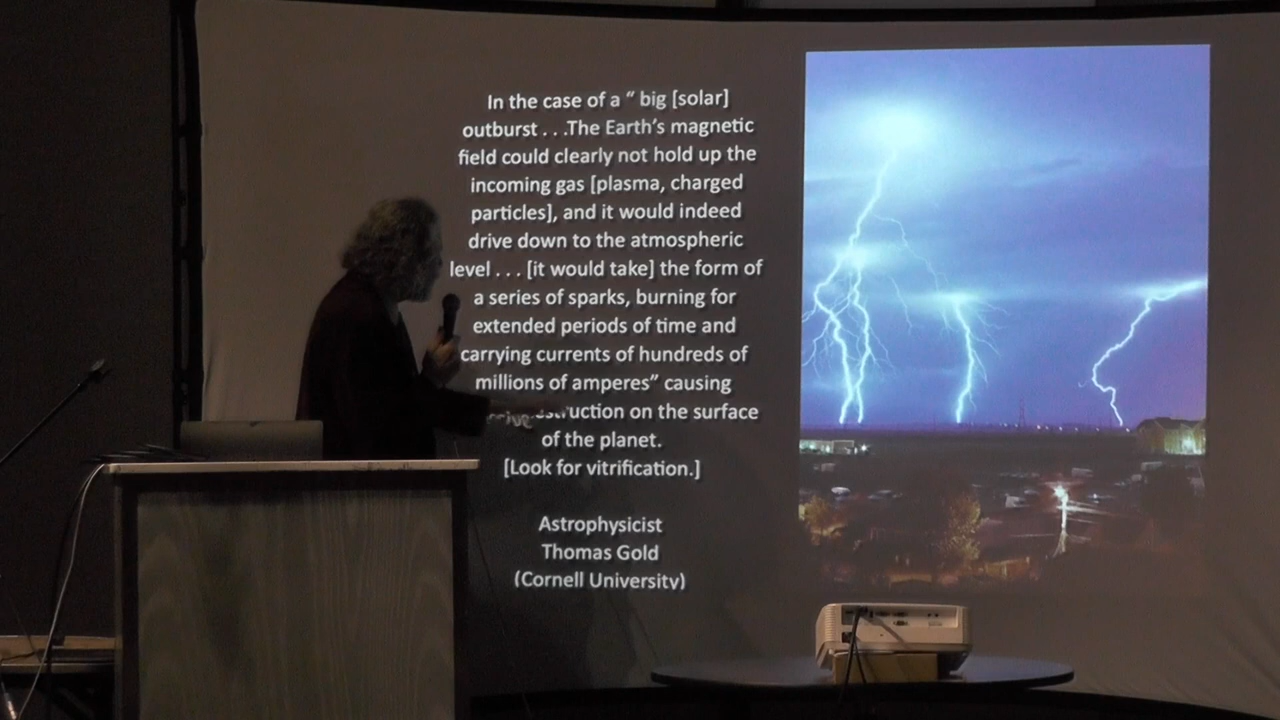 In the case of a “ big [solar]
outburst . . .The Earth’s magnetic
field could clearly not hold up the
incoming gas [plasma, charged
particles], and it would indeed
drive down to the atmospheric
level . . . [it would take] the form of
a series of sparks, burning for
extended periods of time and
carrying currents of hundreds of
millions of amperes” causing
on the surface
of the planet.
[Look for vitrification.]
Astrophysicist
Thomas Gold
(Cornell University)